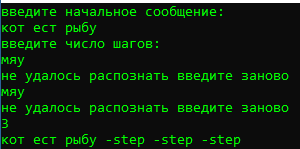 введите начальное сообщение:
кот ест рыбу
введите число шагов:
мяу
не удалось распознать введите заново
мяу
не удалось распознать введите заново
3
кот ест рыбу -step -step -step